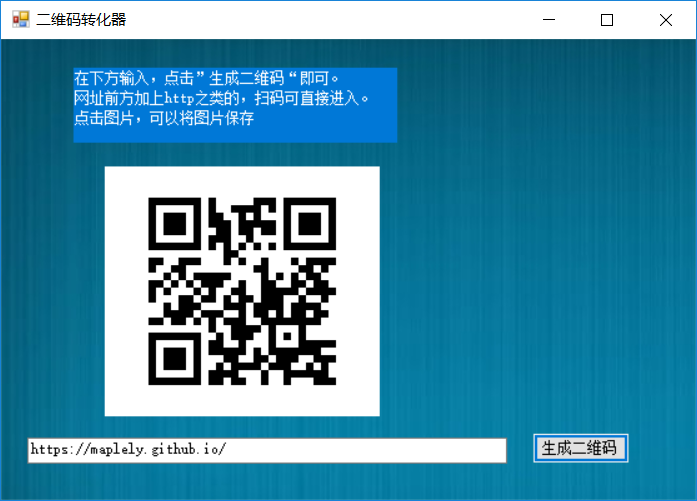 二维码转化器
在下方输入，点击”生成二维码“即可。
网址前方加上http之类的，扫码可直接进入。
点击图片，可以将图片保存
https://maplely.github.io/
生成二维码